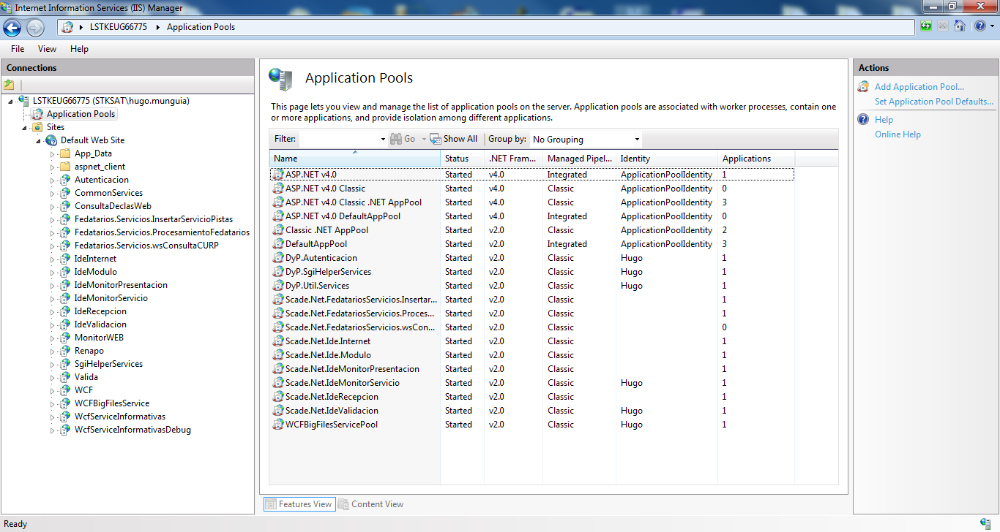 Internet Information Services (IIS) Manager
LSTKEUG66775 Application Pools
File View Help
Connections
LSTKEUG66775 (STKSAT\hugo.munguia)
Application Pools
Sites
Default Web Site
App_Data
aspnet_client
Autenticacion
CommonServices
ConsultaDeclasWeb
Fedatarios.Servicios.InsertarServicioPistas
Fedatarios.Servicios.ProcesamientoFedatarios
Fedatarios.Servicios.wsConsultaCURP
IdeInternet
IdeModulo
IdeMonitorPresentacion
IdeMonitorServicio
IdeRecepcion
IdeValidacion
MonitorWEB
Renapo
SgiHelperServices
Valida
WCF
WCFBigFilesService
WcfServiceInformativas
WcfServiceInformativasDebug
Application Pools
This page lets you view and manage the list of application pools on the server. Application pools are associated with worker processes, contain one
or more applications, and provide isolation among different applications.
Filter: Go Show All Group by: No Grouping
Name Status .NET Fram... Managed Pipel... Identity Applications
ASP.NET v4.0 Started v4.0 Integrated ApplicationPoolIdentity 1
ASP.NET v4.0 Classic Started v4.0 Classic ApplicationPoolIdentity 0
ASP.NET v4.0 Classic .NET AppPool Started v4.0 Classic ApplicationPoolIdentity 3
ASP.NET v4.0 DefaultAppPool Started v4.0 Integrated ApplicationPoolIdentity 0
Classic .NET AppPool Started v2.0 Classic ApplicationPoolIdentity 2
DefaultAppPool Started v2.0 Integrated ApplicationPoolIdentity 3
DyP.Autenticacion Started v2.0 Classic Hugo 1
DyP.SgiHelperServices Started v2.0 Classic Hugo 1
DyP.Util.Services Started v2.0 Classic Hugo 1
Scade.Net.FedatariosServicios.Insertar... Started v2.0 Classic 1
Scade.Net.FedatariosServicios.Proces... Started v2.0 Classic 1
Scade.Net.FedatariosServicios.wsCon... Started v2.0 Classic 0
Scade.Net.Ide.Internet Started v2.0 Classic 1
Scade.Net.Ide.Modulo Started v2.0 Classic 1
Scade.Net.IdeMonitorPresentacion Started v2.0 Classic 1
Scade.Net.IdeMonitorServicio Started v2.0 Classic Hugo 1
Scade.Net.IdeRecepcion Started v2.0 Classic 1
Scade.Net.IdeValidacion Started v2.0 Classic Hugo 1
WCFBigFilesServicePool Started v2.0 Classic Hugo 1
Features View Content View
Actions
Add Application Pool...
Set Application Pool Defaults...
Help
Online Help
Ready